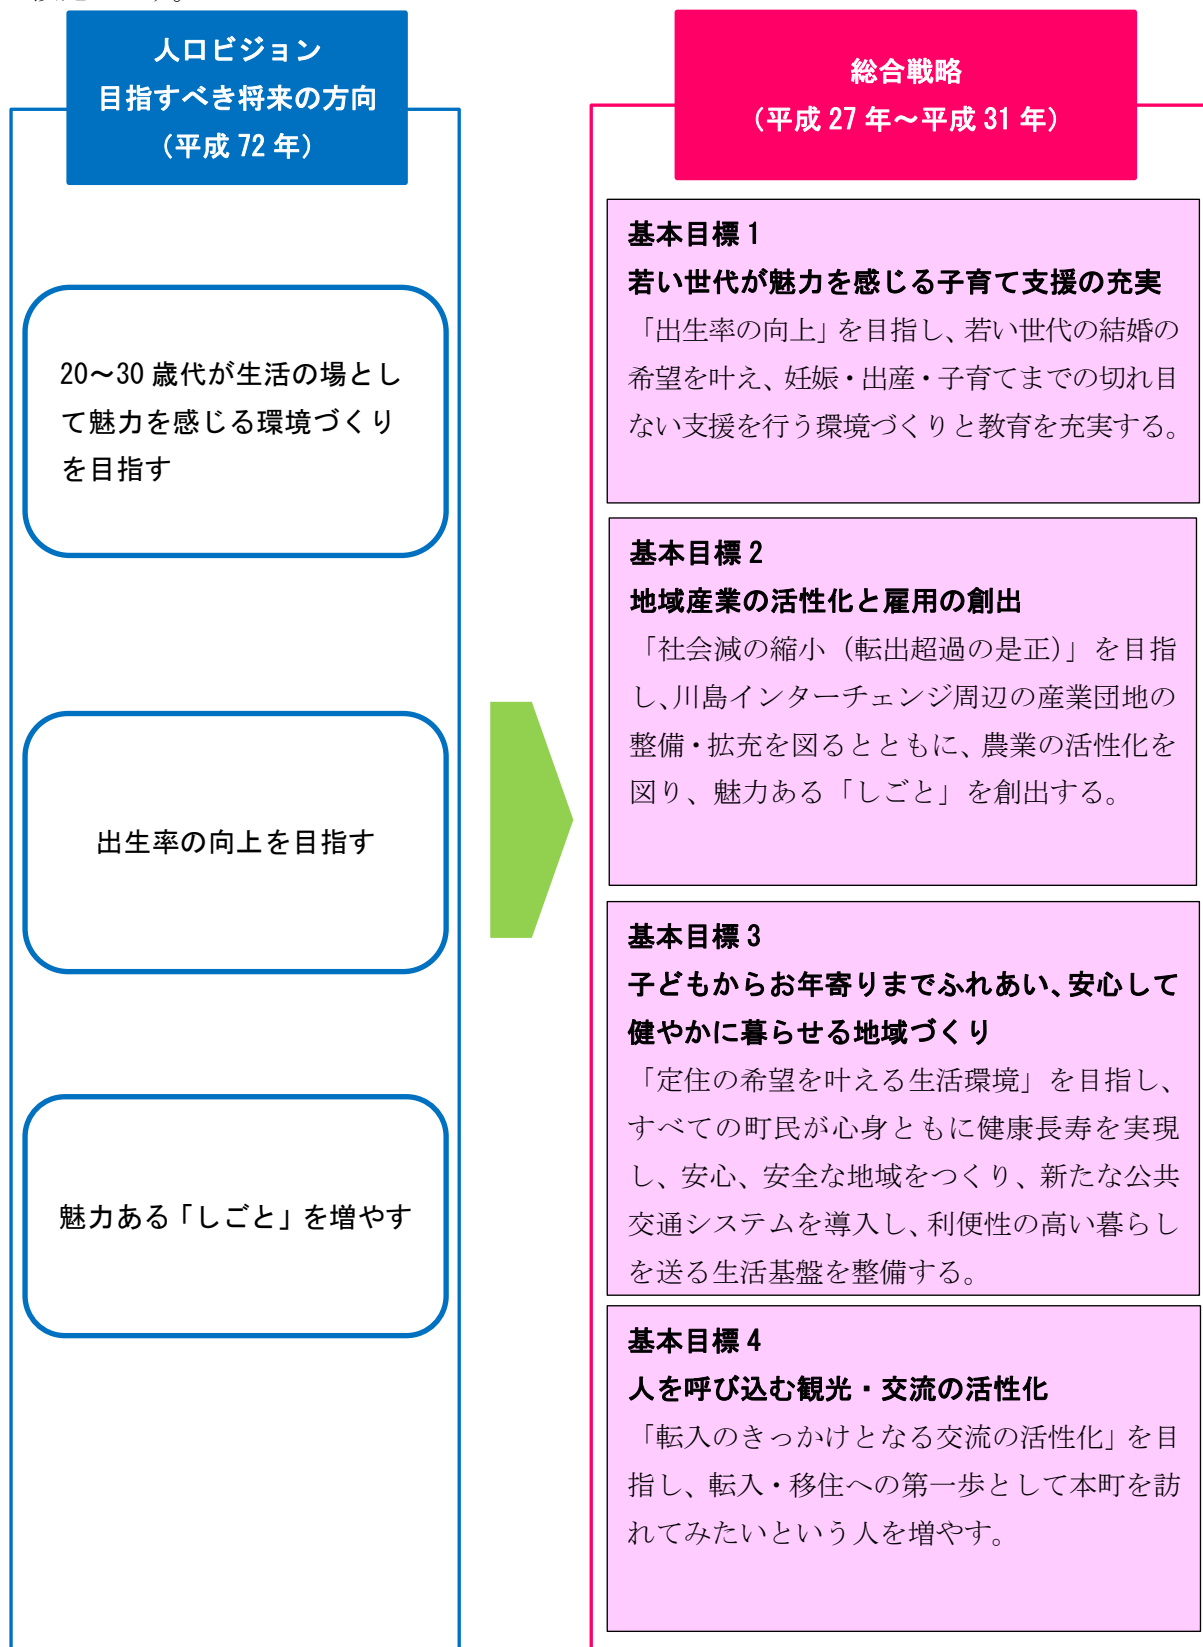 人口ビジョン
目指すべき将来の方向
（平成 72 年）
20～30 歳代が生活の場とし
て魅力を感じる環境づくり
を目指す
出生率の向上を目指す
魅力ある「しごと」を増やす
総合戦略
（平成 27 年～平成 31 年）
基本目標 1
若い世代が魅力を感じる子育て支援の充実
「出生率の向上」を目指し、若い世代の結婚の
希望を叶え、妊娠・出産・子育てまでの切れ目
ない支援を行う環境づくりと教育を充実する。
基本目標 2
地域産業の活性化と雇用の創出
「社会減の縮小（転出超過の是正）」を目指
し、川島インターチェンジ周辺の産業団地の
整備・拡充を図るとともに、農業の活性化を
図り、魅力ある「しごと」を創出する。
基本目標 3
子どもからお年寄りまでふれあい、安心して
健やかに暮らせる地域づくり
「定住の希望を叶える生活環境」を目指し、
すべての町民が心身ともに健康長寿を実現
し、安心、安全な地域をつくり、新たな公共
交通システムを導入し、利便性の高い暮らし
を送る生活基盤を整備する。
基本目標 4
人を呼び込む観光・交流の活性化
「転入のきっかけとなる交流の活性化」を目
指し、転入・移住への第一歩として本町を訪
れてみたいという人を増やす。